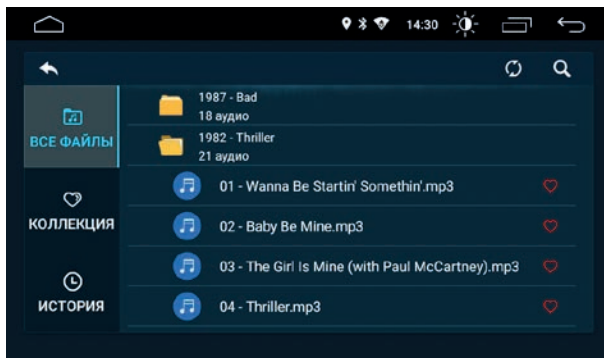 14:30
ВСЕ ФАЙЛЫ
КОЛЛЕКЦИЯ
ИСТОРИЯ
1987 - Bad
18 аудио
1982 - Thriller
21 аудио
01 - Wanna Be Startin' Somethin'.mp3
02 - Baby Be Mine.mp3
03 - The Girl Is Mine (with Paul McCartney).mp3
04 - Thriller.mp3